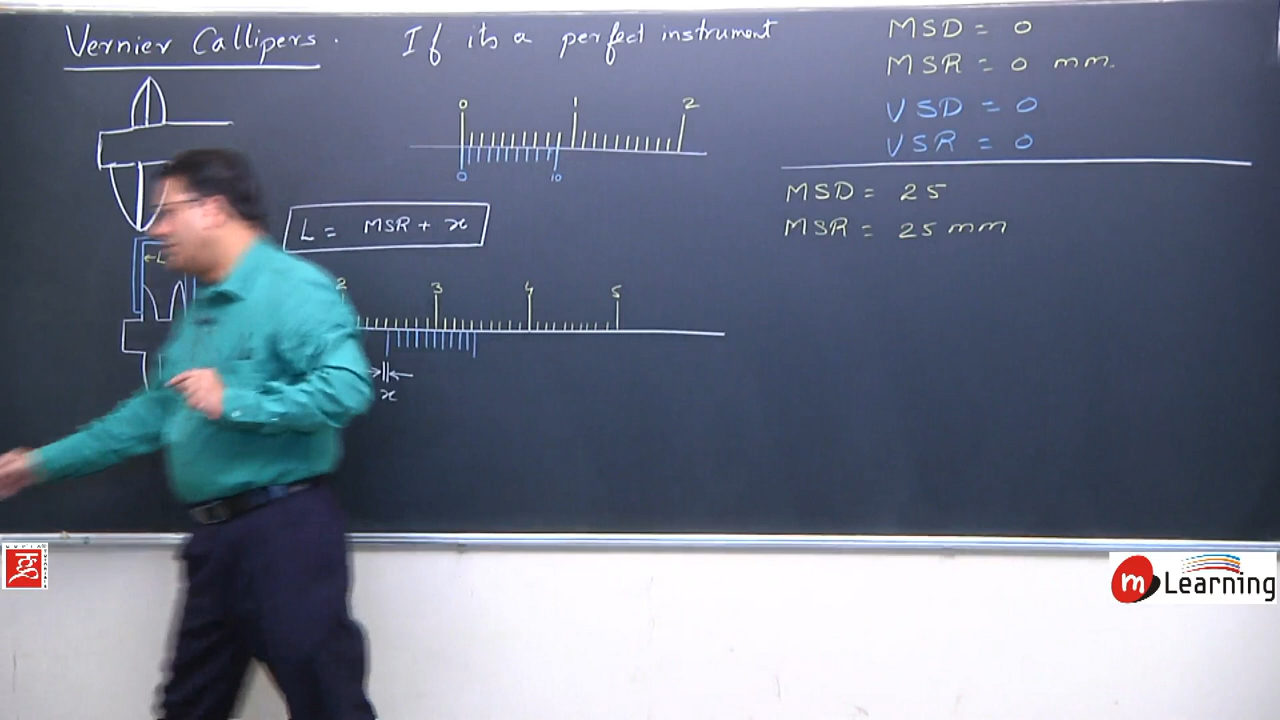 Vernier Callipers. If its a perfect instrument
0 1 2
0 10
L = MSR + x
← L
2 3 4 5
x
MSD = 0
MSR = 0 mm.
VSD = 0
VSR = 0
MSD = 25
MSR = 25 mm
m Learning